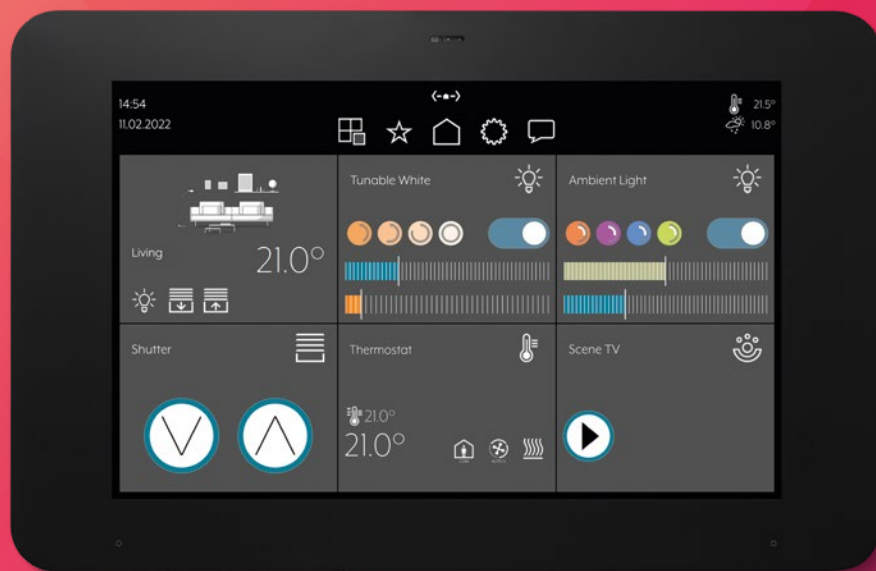 14:54
11.02.2022
21.5°
10.8°
Living
21.0°
Tunable White
Ambient Light
Shutter
Thermostat
21.0°
21.0°
Scene TV